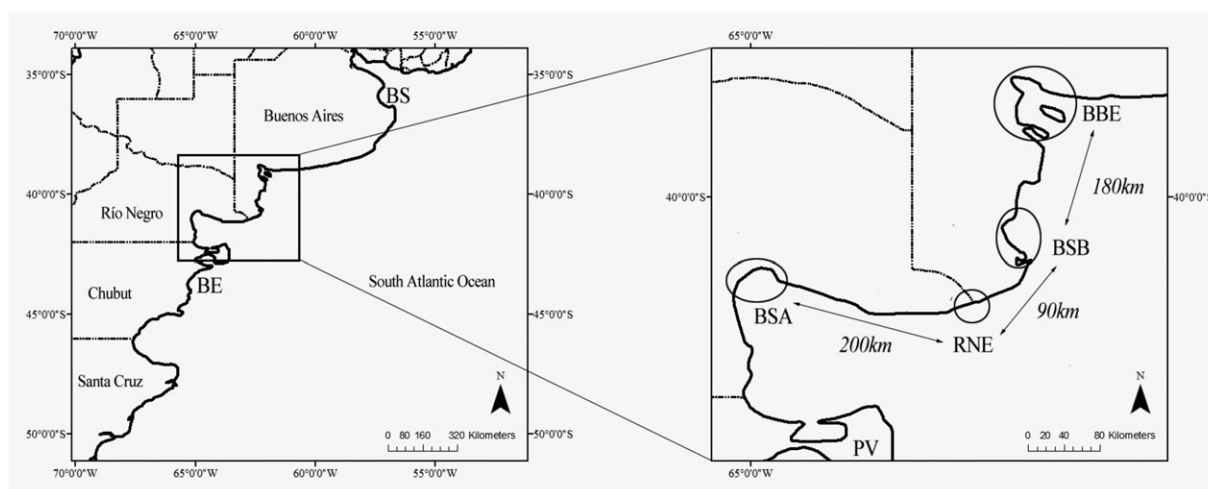 70°0'0"W 65°0'0"W 60°0'0"W 55°0'0"W
35°0'0"S
40°0'0"S
45°0'0"S
50°0'0"S
BS
Buenos Aires
Río Negro
Chubut
BE
South Atlantic Ocean
Santa Cruz
N
0 80 160 320 Kilometers
35°0'0"S
40°0'0"S
45°0'0"S
50°0'0"S
70°0'0"W 65°0'0"W 60°0'0"W 55°0'0"W
65°0'0"W
BBE
180km
40°0'0"S
40°0'0"S
BSB
90km
BSA
200km
RNE
PV
N
0 20 40 80 Kilometers
65°0'0"W